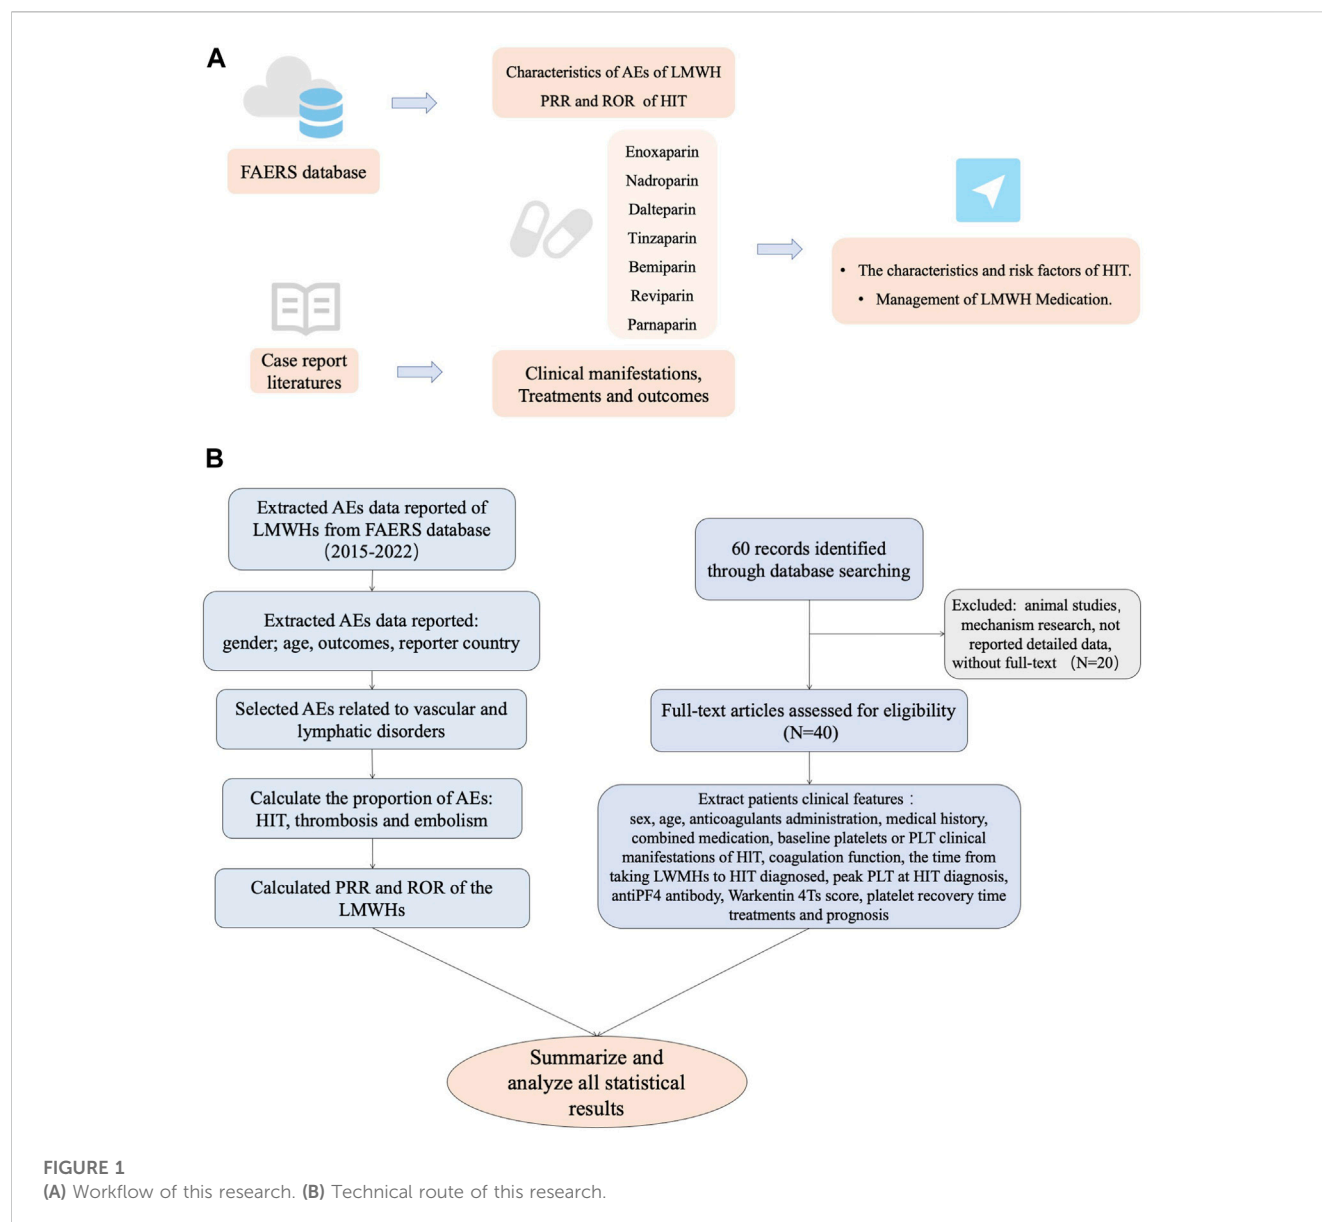 A
FAERS database
Characteristics of AEs of LMWH
PRR and ROR of HIT
Enoxaparin
Nadroparin
Dalteparin
Tinzaparin
Bemiparin
Reviparin
Parnaparin
Case report
literatures
Clinical manifestations,
Treatments and outcomes
• The characteristics and risk factors of HIT.
• Management of LMWH Medication.
B
Extracted AEs data reported of
LMWHs from FAERS database
(2015-2022)
Extracted AEs data reported:
gender; age, outcomes, reporter country
Selected AEs related to vascular and
lymphatic disorders
Calculate the proportion of AEs:
HIT, thrombosis and embolism
Calculated PRR and ROR of the
LMWHs
60 records identified
through database searching
Excluded: animal studies,
mechanism research, not
reported detailed data,
without full-text （N=20）
Full-text articles assessed for eligibility
(N=40)
Extract patients clinical features：
sex, age, anticoagulants administration, medical history,
combined medication, baseline platelets or PLT clinical
manifestations of HIT, coagulation function, the time from
taking LWMHs to HIT diagnosed, peak PLT at HIT diagnosis,
antiPF4 antibody, Warkentin 4Ts score, platelet recovery time
treatments and prognosis
Summarize and
analyze all statistical
results
FIGURE 1
(A) Workflow of this research. (B) Technical route of this research.